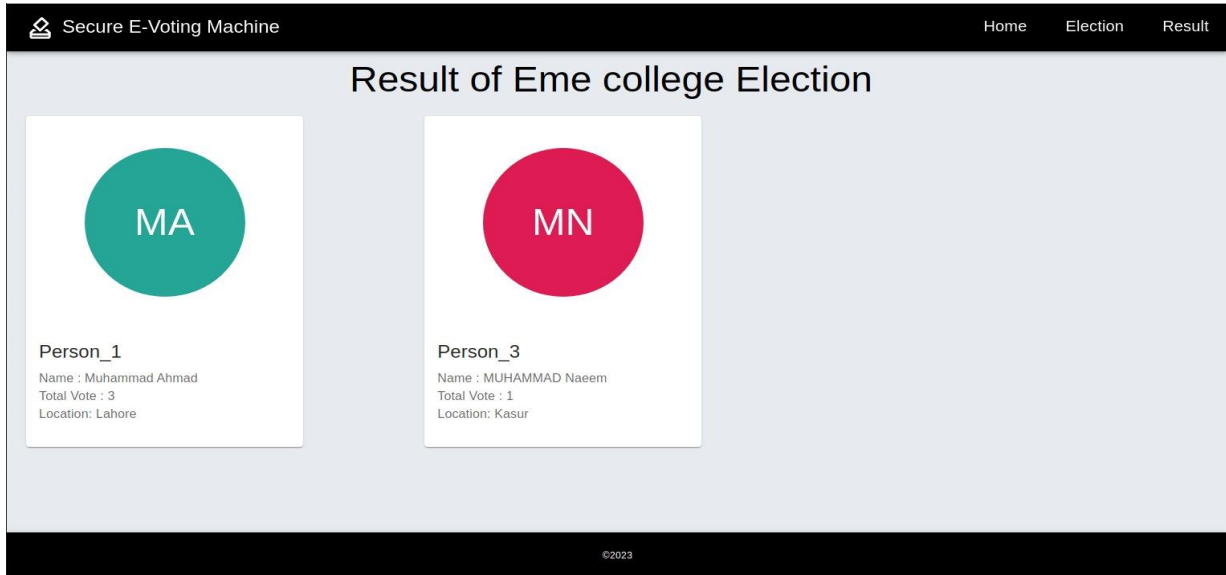 Secure E-Voting Machine Home Election Result
Result of Eme college Election
MA
Person_1
Name : Muhammad Ahmad
Total Vote : 3
Location: Lahore
MN
Person_3
Name : MUHAMMAD Naeem
Total Vote : 1
Location: Kasur
©2023